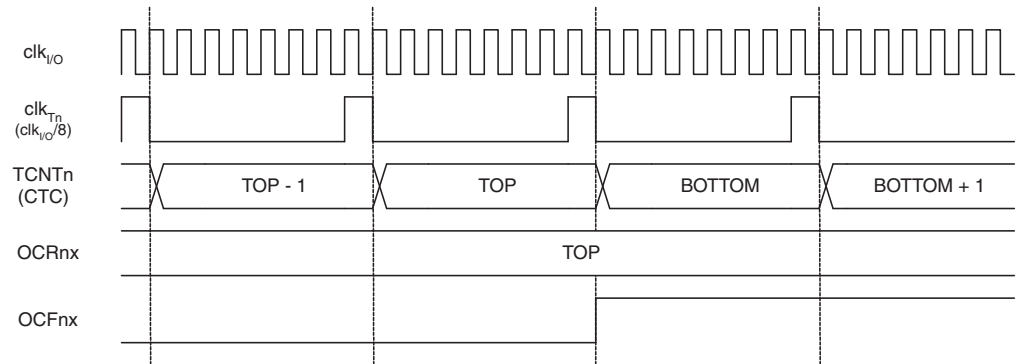 clkI/O
clkTn
(clkI/O/8)
TCNTn
(CTC)
TOP - 1
TOP
BOTTOM
BOTTOM + 1
OCRnx
TOP
OCFnx